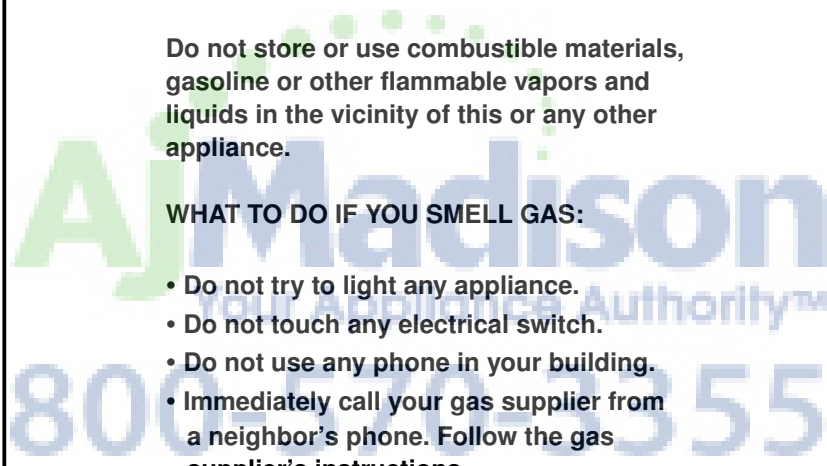 Do not store or use combustible materials,
gasoline or other flammable vapors and
liquids in the vicinity of this or any other
appliance.
WHAT TO DO IF YOU SMELL GAS:
• Do not try to light any appliance.
• Do not touch any electrical switch.
• Do not use any phone in your building.
• Immediately call your gas supplier from
a neighbor's phone. Follow the gas
supplier's instructions
AjMadison
Your Appliance Authority™
800-570-3355